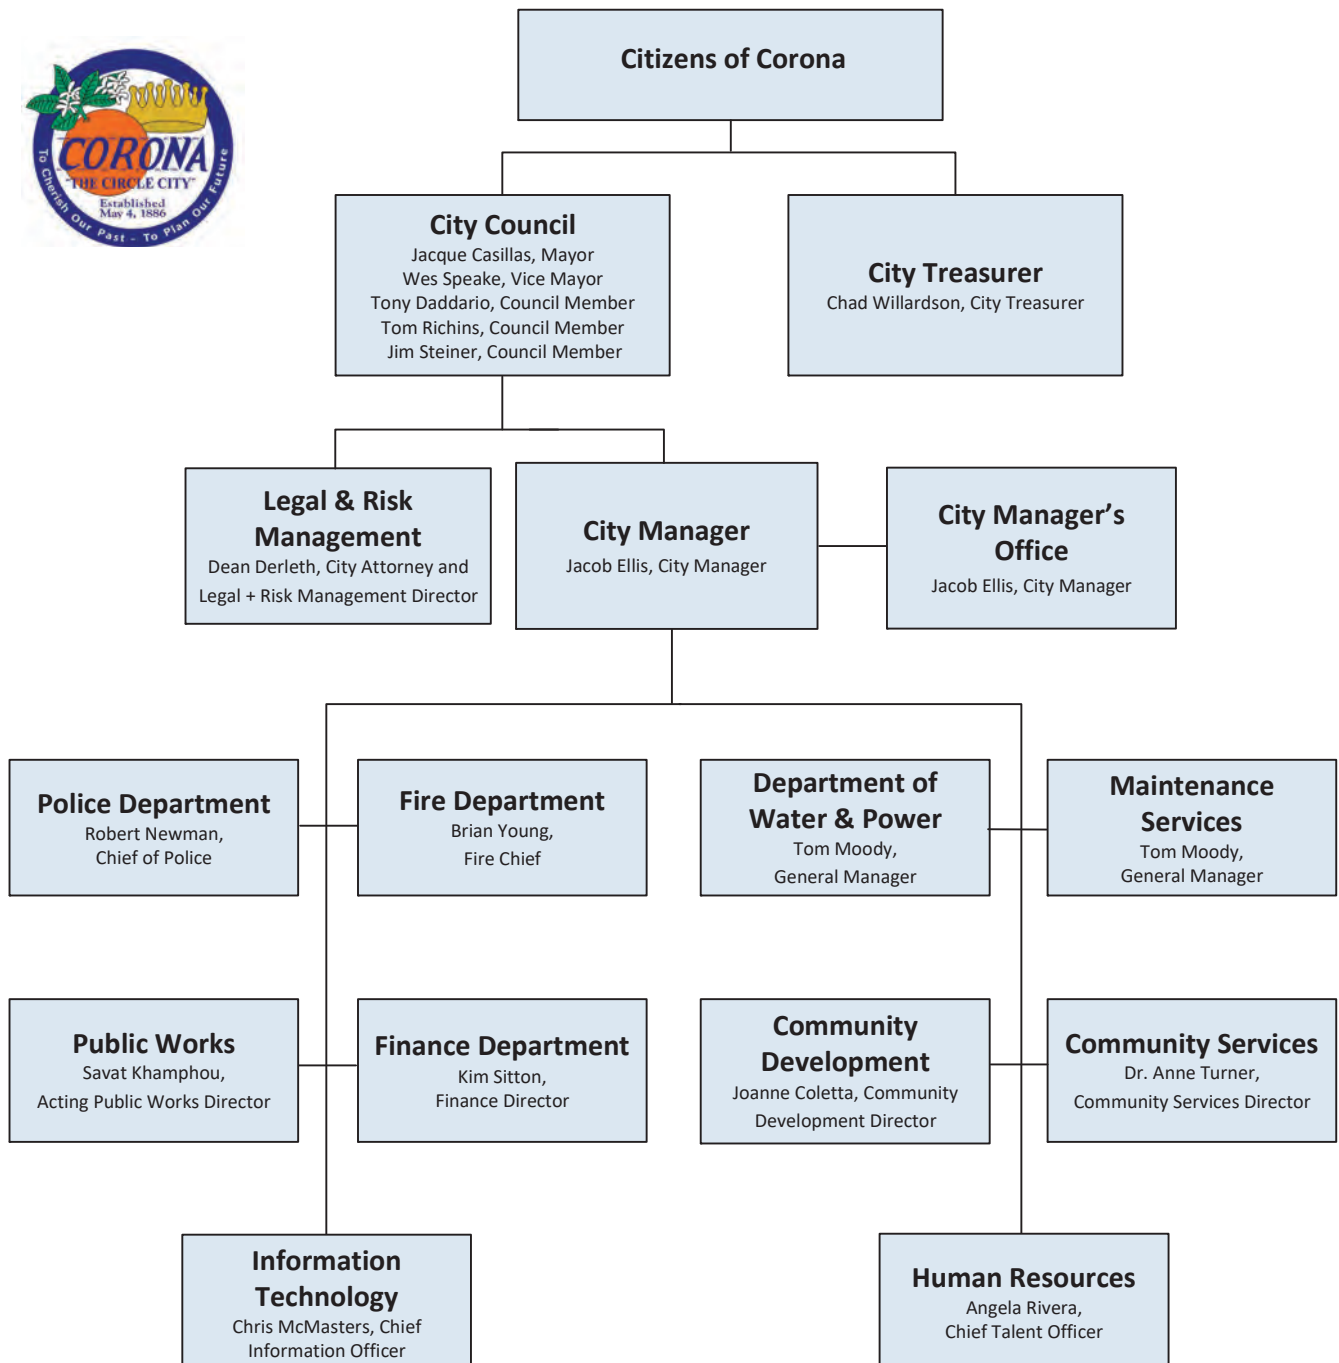 Citizens of Corona
CORONA
"THE CIRCLE CITY"
Established
May 4, 1886
To Cherish Our Past - To Plan Our Future
City Council
Jacque Casillas, Mayor
Wes Speake, Vice Mayor
Tony Daddario, Council Member
Tom Richins, Council Member
Jim Steiner, Council Member
City Treasurer
Chad Willardson, City Treasurer
Legal & Risk
Management
Dean Derleth, City Attorney and
Legal + Risk Management Director
City Manager
Jacob Ellis, City Manager
City Manager’s
Office
Jacob Ellis, City Manager
Police Department
Robert Newman,
Chief of Police
Fire Department
Brian Young,
Fire Chief
Department of
Water & Power
Tom Moody,
General Manager
Maintenance
Services
Tom Moody,
General Manager
Public Works
Savat Khamphou,
Acting Public Works Director
Finance Department
Kim Sitton,
Finance Director
Community
Development
Joanne Coletta, Community
Development Director
Community Services
Dr. Anne Turner,
Community Services Director
Information
Technology
Chris McMasters, Chief
Information Officer
Human Resources
Angela Rivera,
Chief Talent Officer